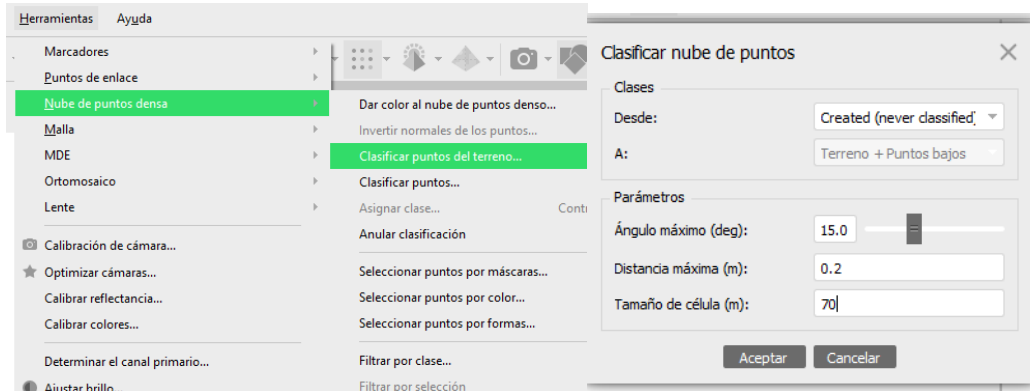 Herramientas Ayuda
Marcadores
Puntos de enlace
Nube de puntos densa
Malla
MDE
Ortomosaico
Lente
Calibración de cámara...
Optimizar cámaras...
Calibrar reflectancia...
Calibrar colores...
Determinar el canal primario...
Ajustar brillo...
Dar color al nube de puntos denso...
Invertir normales de los puntos...
Clasificar puntos del terreno...
Clasificar puntos...
Asignar clase... Contr
Anular clasificación
Seleccionar puntos por máscaras...
Seleccionar puntos por color...
Seleccionar puntos por formas...
Filtrar por clase...
Filtrar por selección
Clasificar nube de puntos
Clases
Desde: Created (never classified)
A: Terreno + Puntos bajos
Parámetros
Ángulo máximo (deg): 15.0
Distancia máxima (m): 0.2
Tamaño de célula (m): 70
Aceptar Cancelar